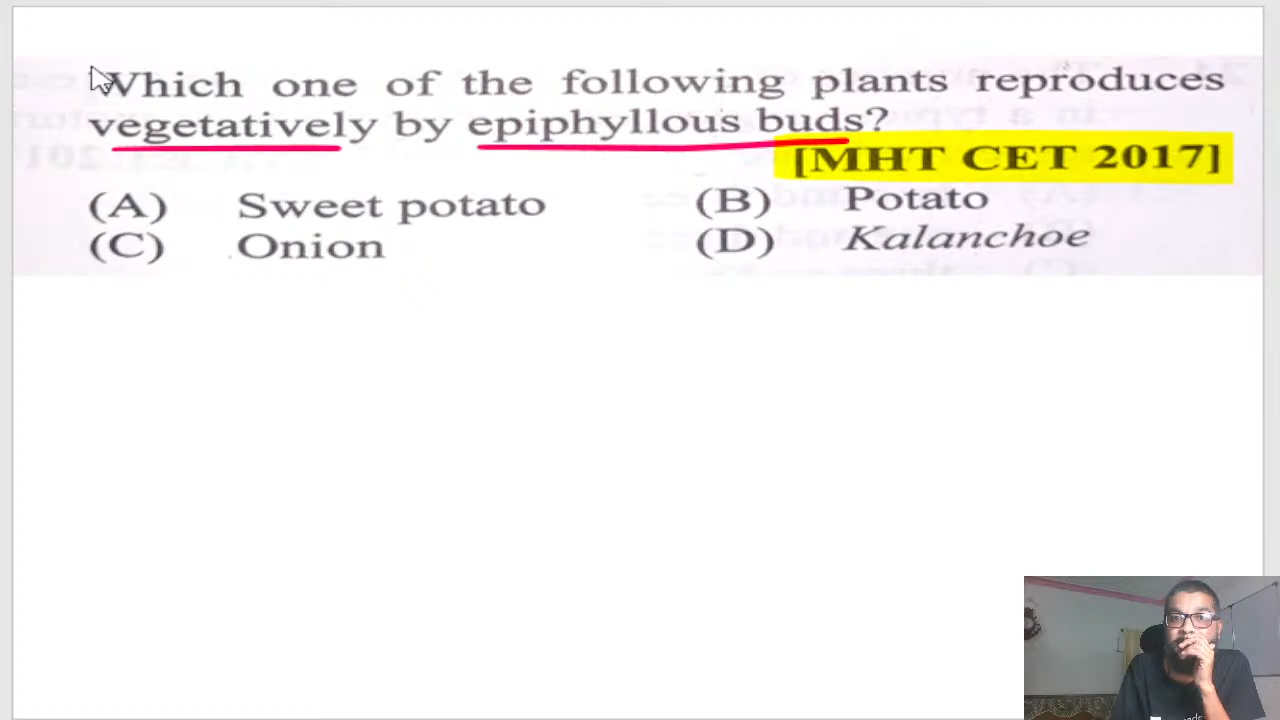 Which one of the following plants reproduces
vegetatively by epiphyllous buds?
[MHT CET 2017]
(A) Sweet potato (B) Potato
(C) Onion (D) Kalanchoe